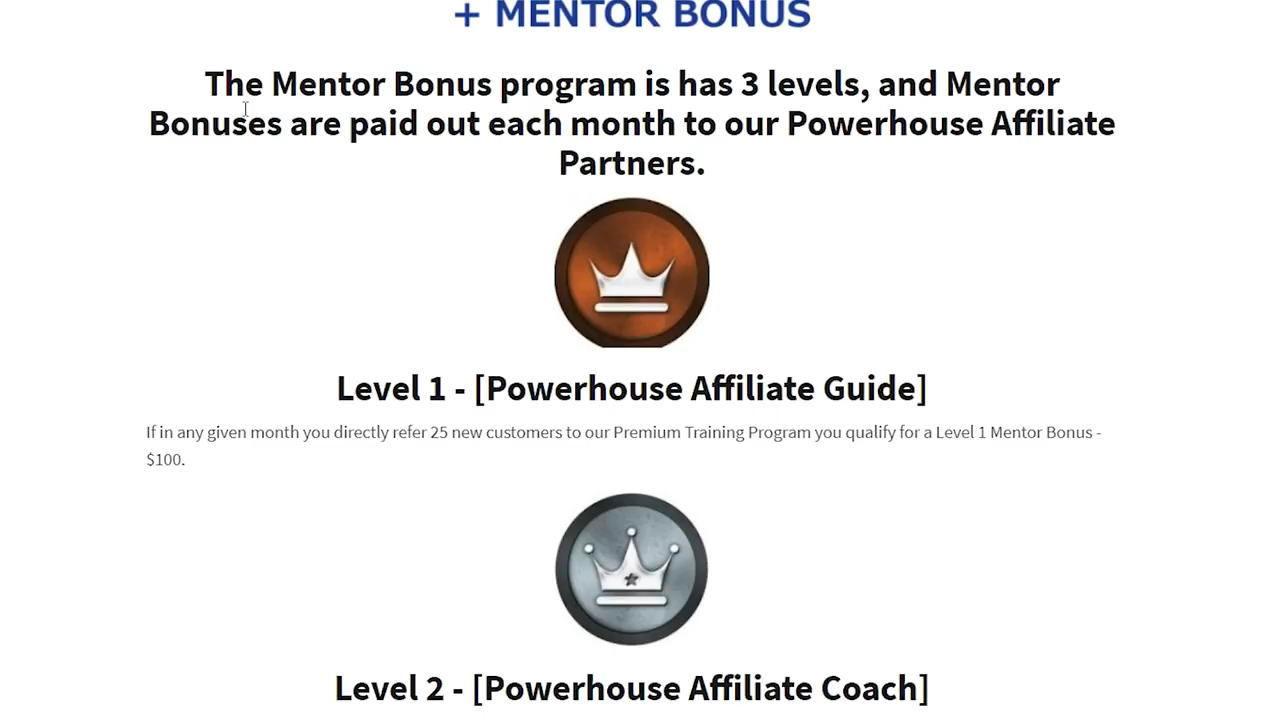 + MENTOR BONUS
The Mentor Bonus program is has 3 levels, and Mentor
Bonuses are paid out each month to our Powerhouse Affiliate
Partners.
Level 1 - [Powerhouse Affiliate Guide]
If in any given month you directly refer 25 new customers to our Premium Training Program you qualify for a Level 1 Mentor Bonus -
$100.
Level 2 - [Powerhouse Affiliate Coach]